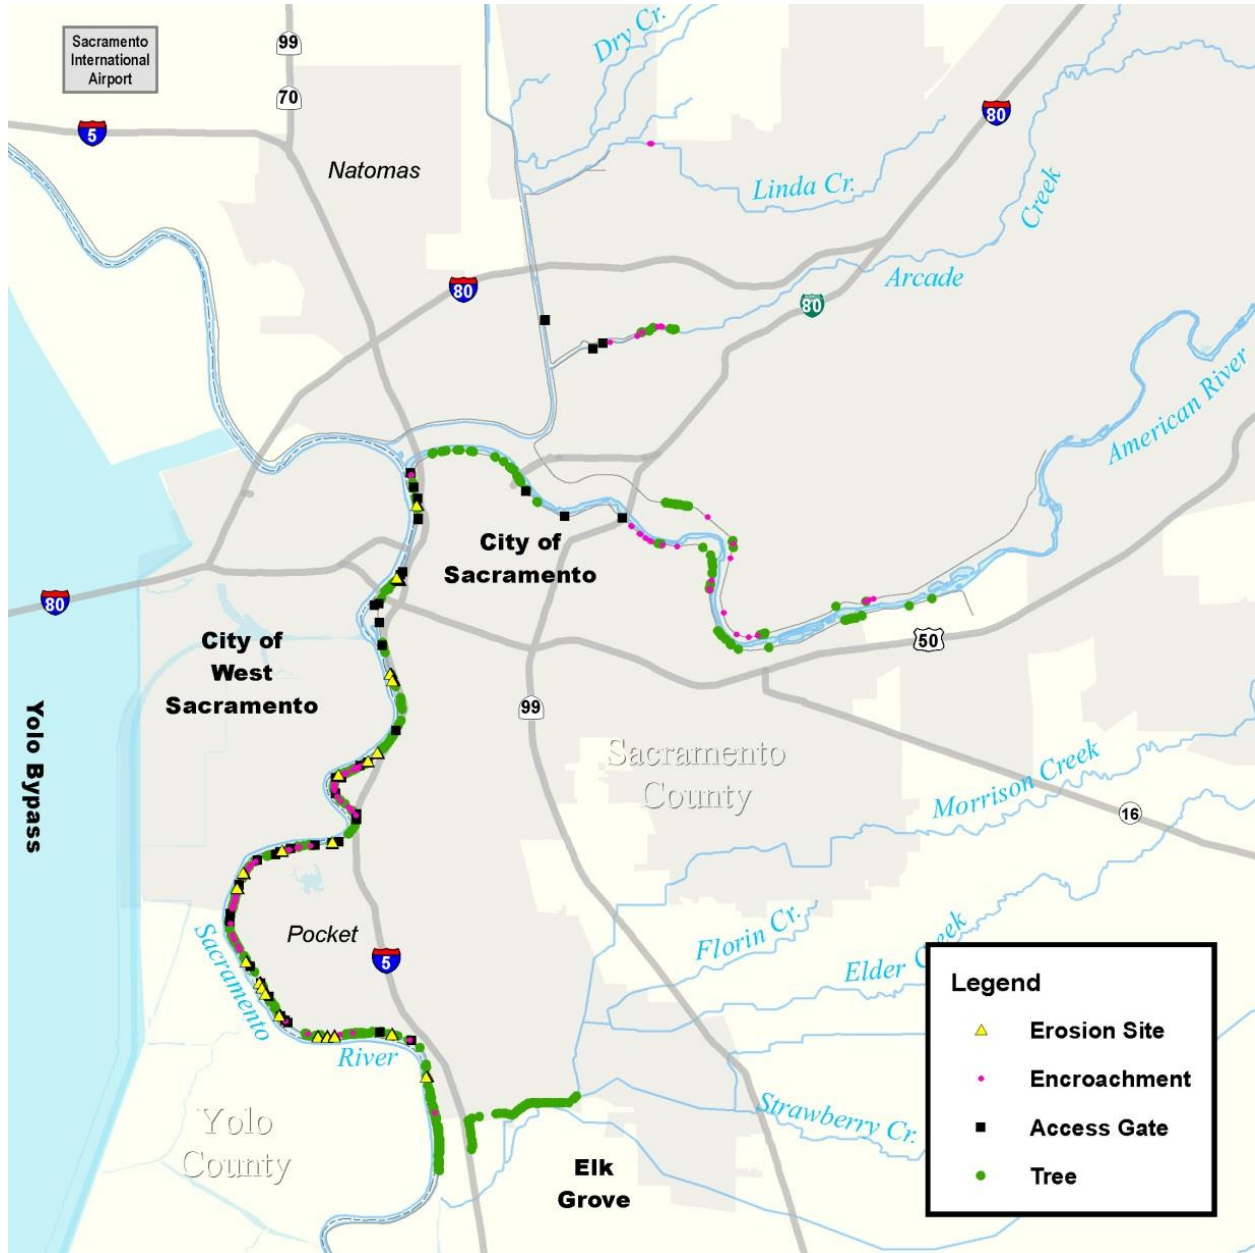 Sacramento
International
Airport
99
70
5
Dry Cr.
80
Natomas
Linda Cr.
Creek
Arcade
80
80
American River
City of
Sacramento
80
City of
West
Sacramento
50
99
Yolo Bypass
Sacramento
County
Morrison Creek
16
Pocket
5
Florin Cr.
Elder Creek
Sacramento
River
Strawberry Cr.
Yolo
County
Elk
Grove
Legend
Erosion Site
Encroachment
Access Gate
Tree